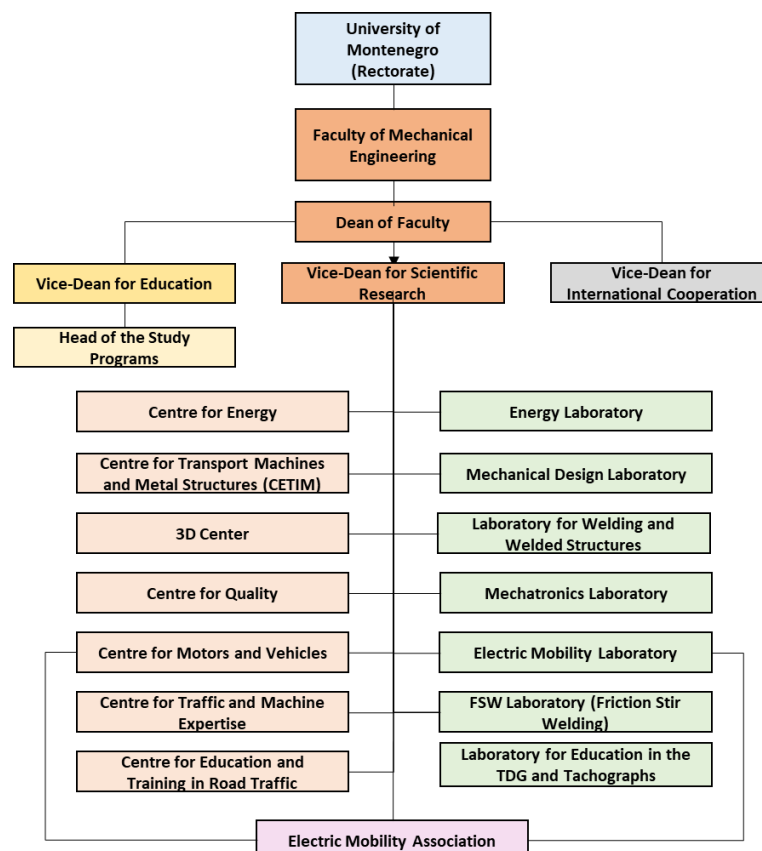 University of
Montenegro
(Rectorate)
Faculty of Mechanical
Engineering
Dean of Faculty
Vice-Dean for Education
Vice-Dean for Scientific
Research
Vice-Dean for
International Cooperation
Head of the Study
Programs
Centre for Energy
Energy Laboratory
Centre for Transport Machines
and Metal Structures (CETIM)
Mechanical Design Laboratory
3D Center
Laboratory for Welding and
Welded Structures
Centre for Quality
Mechatronics Laboratory
Centre for Motors and Vehicles
Electric Mobility Laboratory
Centre for Traffic and Machine
Expertise
FSW Laboratory (Friction Stir
Welding)
Centre for Education and
Training in Road Traffic
Laboratory for Education in the
TDG and Tachographs
Electric Mobility Association